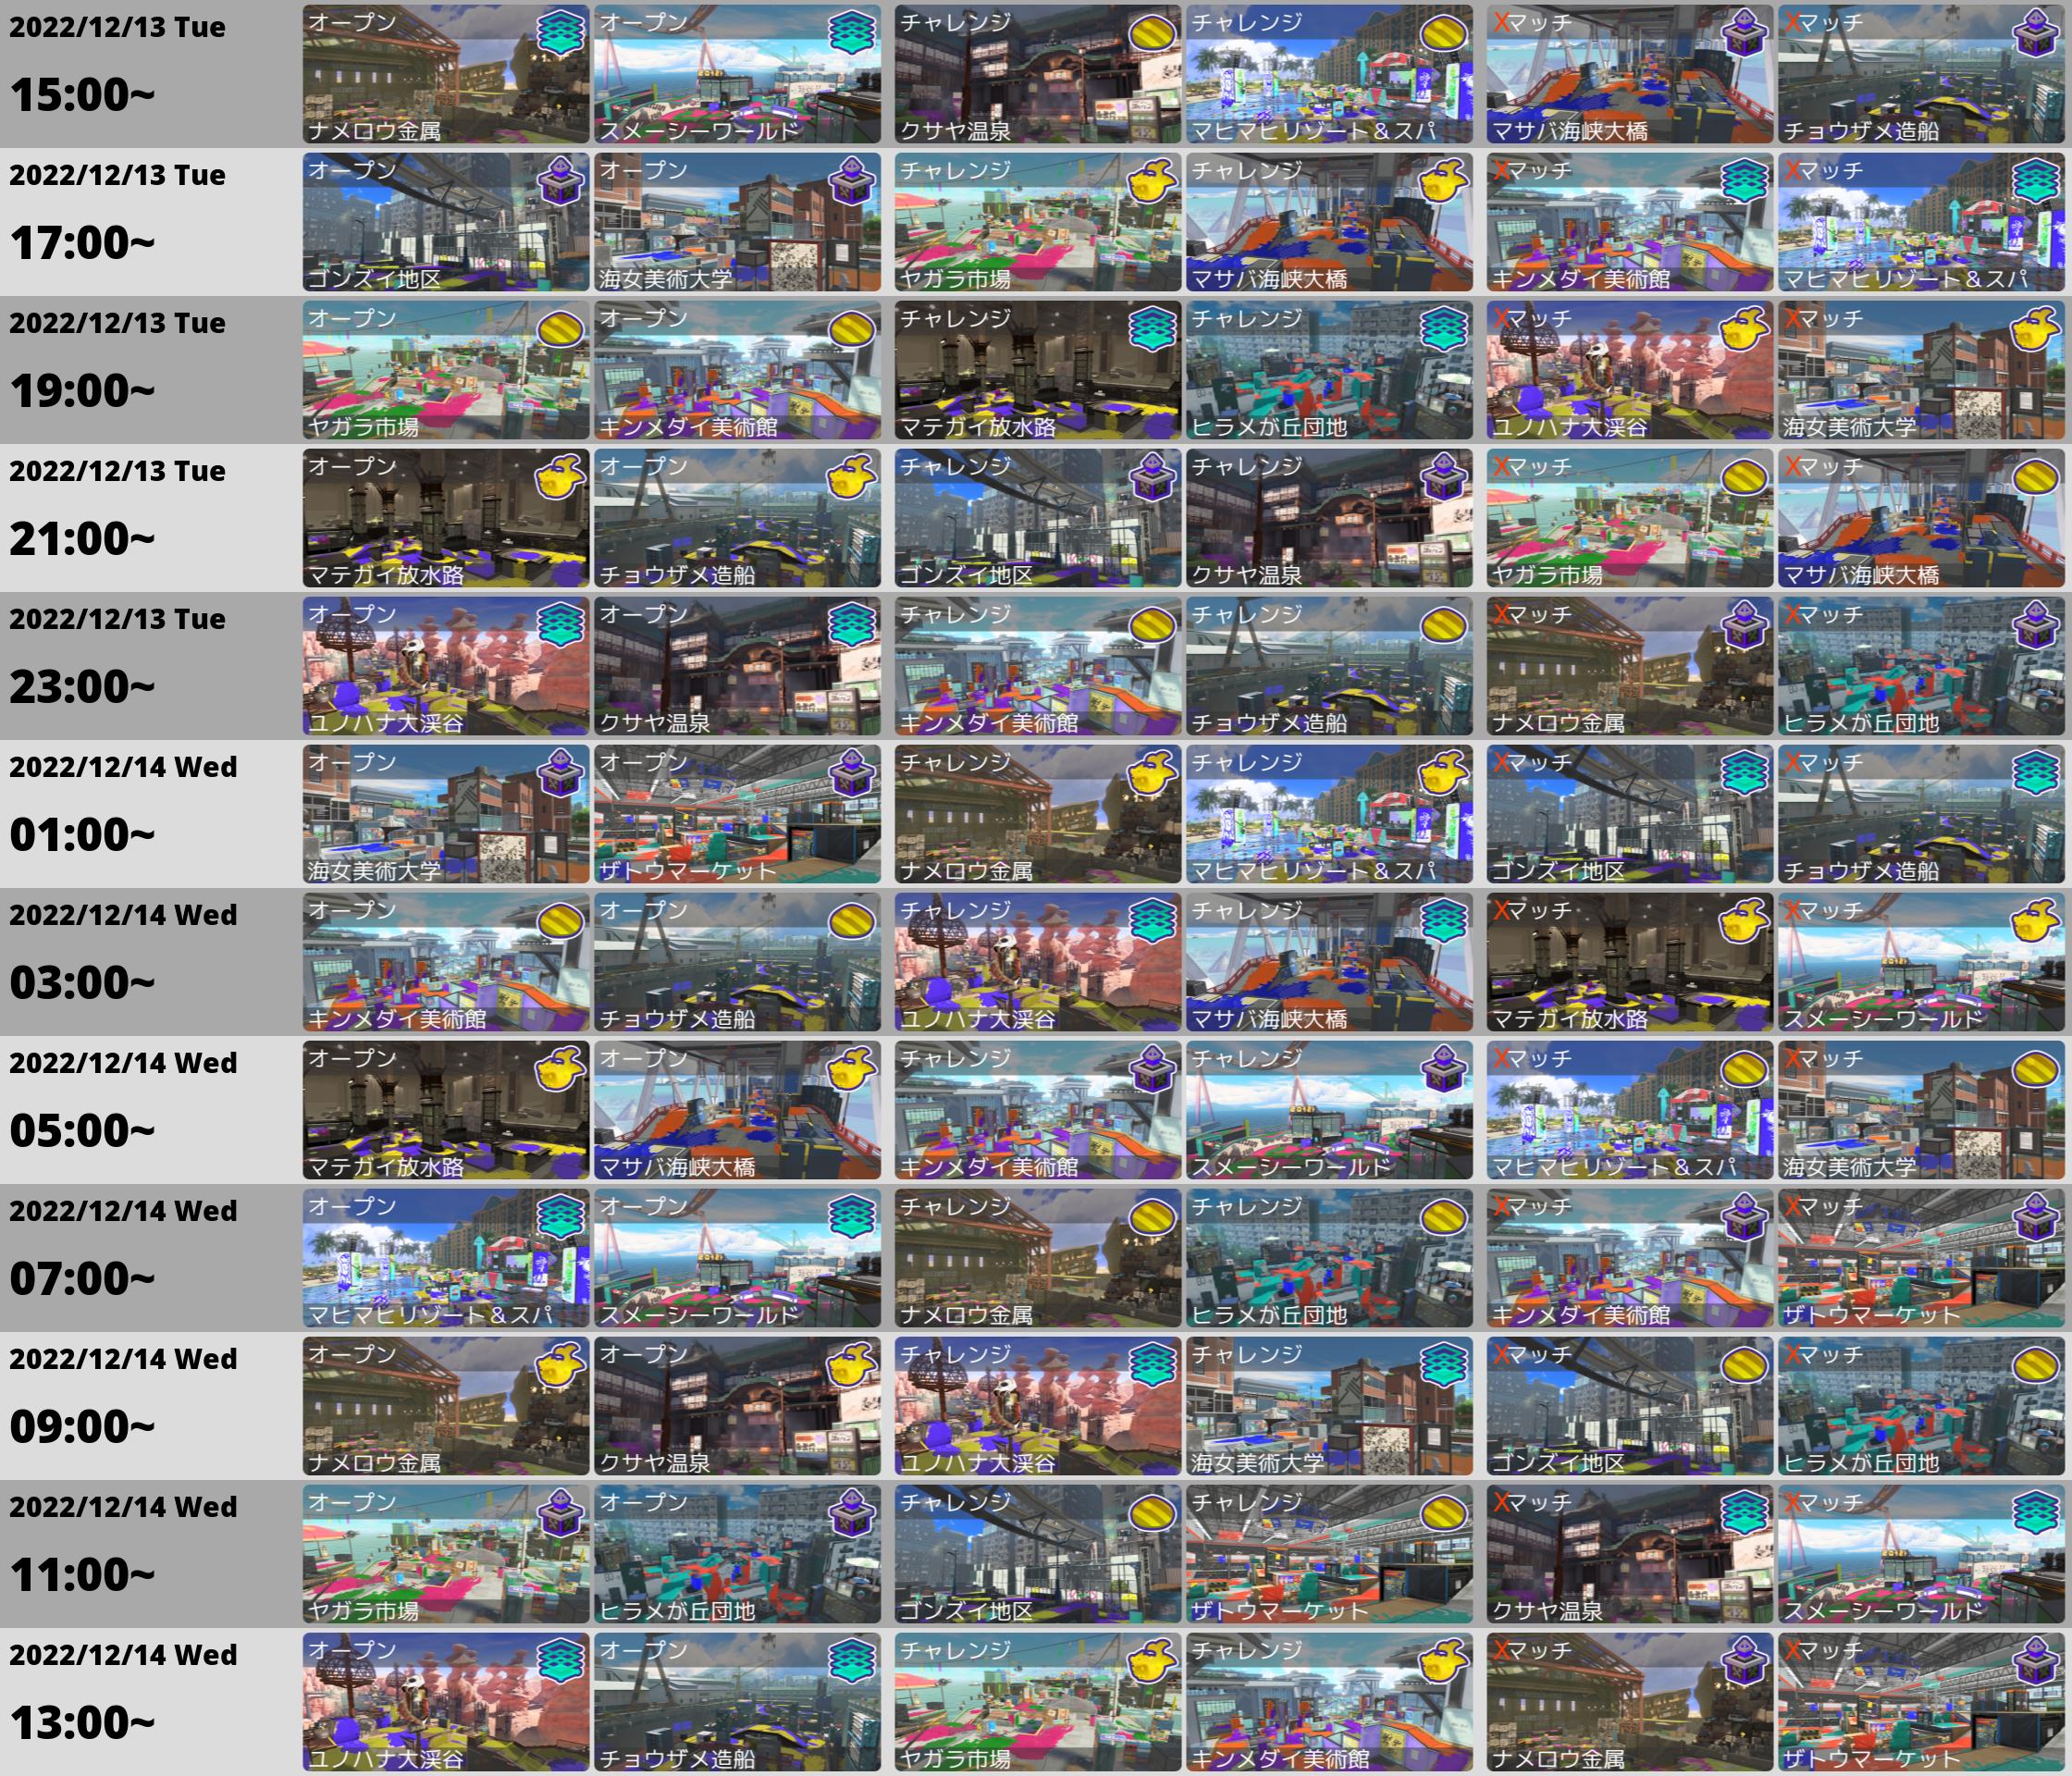 2022/12/13 Tue
15:00~
オープン
ナメロウ金属
オープン
スメーシーワールド
チャレンジ
クサヤ温泉
チャレンジ
マヒマヒリゾート＆スパ
Xマッチ
マサバ海峡大橋
Xマッチ
チョウザメ造船
2022/12/13 Tue
17:00~
オープン
ゴンズイ地区
オープン
海女美術大学
チャレンジ
ヤガラ市場
チャレンジ
マサバ海峡大橋
Xマッチ
キンメダイ美術館
Xマッチ
マヒマヒリゾート＆スパ
2022/12/13 Tue
19:00~
オープン
ヤガラ市場
オープン
キンメダイ美術館
チャレンジ
マテガイ放水路
チャレンジ
ヒラメが丘団地
Xマッチ
ユノハナ大渓谷
Xマッチ
海女美術大学
2022/12/13 Tue
21:00~
オープン
マテガイ放水路
オープン
チョウザメ造船
チャレンジ
ゴンズイ地区
チャレンジ
クサヤ温泉
Xマッチ
ヤガラ市場
Xマッチ
マサバ海峡大橋
2022/12/13 Tue
23:00~
オープン
ユノハナ大渓谷
オープン
クサヤ温泉
チャレンジ
キンメダイ美術館
チャレンジ
チョウザメ造船
Xマッチ
ナメロウ金属
Xマッチ
ヒラメが丘団地
2022/12/14 Wed
01:00~
オープン
海女美術大学
オープン
ザトウマーケット
チャレンジ
ナメロウ金属
チャレンジ
マヒマヒリゾート＆スパ
Xマッチ
ゴンズイ地区
Xマッチ
チョウザメ造船
2022/12/14 Wed
03:00~
オープン
キンメダイ美術館
オープン
チョウザメ造船
チャレンジ
ユノハナ大渓谷
チャレンジ
マサバ海峡大橋
Xマッチ
マテガイ放水路
Xマッチ
スメーシーワールド
2022/12/14 Wed
05:00~
オープン
マテガイ放水路
オープン
マサバ海峡大橋
チャレンジ
キンメダイ美術館
チャレンジ
スメーシーワールド
Xマッチ
マヒマヒリゾート＆スパ
Xマッチ
海女美術大学
2022/12/14 Wed
07:00~
オープン
マヒマヒリゾート＆スパ
オープン
スメーシーワールド
チャレンジ
ナメロウ金属
チャレンジ
ヒラメが丘団地
Xマッチ
キンメダイ美術館
Xマッチ
ザトウマーケット
2022/12/14 Wed
09:00~
オープン
ナメロウ金属
オープン
クサヤ温泉
チャレンジ
ユノハナ大渓谷
チャレンジ
海女美術大学
Xマッチ
ゴンズイ地区
Xマッチ
ヒラメが丘団地
2022/12/14 Wed
11:00~
オープン
ヤガラ市場
オープン
ヒラメが丘団地
チャレンジ
ゴンズイ地区
チャレンジ
ザトウマーケット
Xマッチ
クサヤ温泉
Xマッチ
スメーシーワールド
2022/12/14 Wed
13:00~
オープン
ユノハナ大渓谷
オープン
チョウザメ造船
チャレンジ
ヤガラ市場
チャレンジ
キンメダイ美術館
Xマッチ
ナメロウ金属
Xマッチ
ザトウマーケット